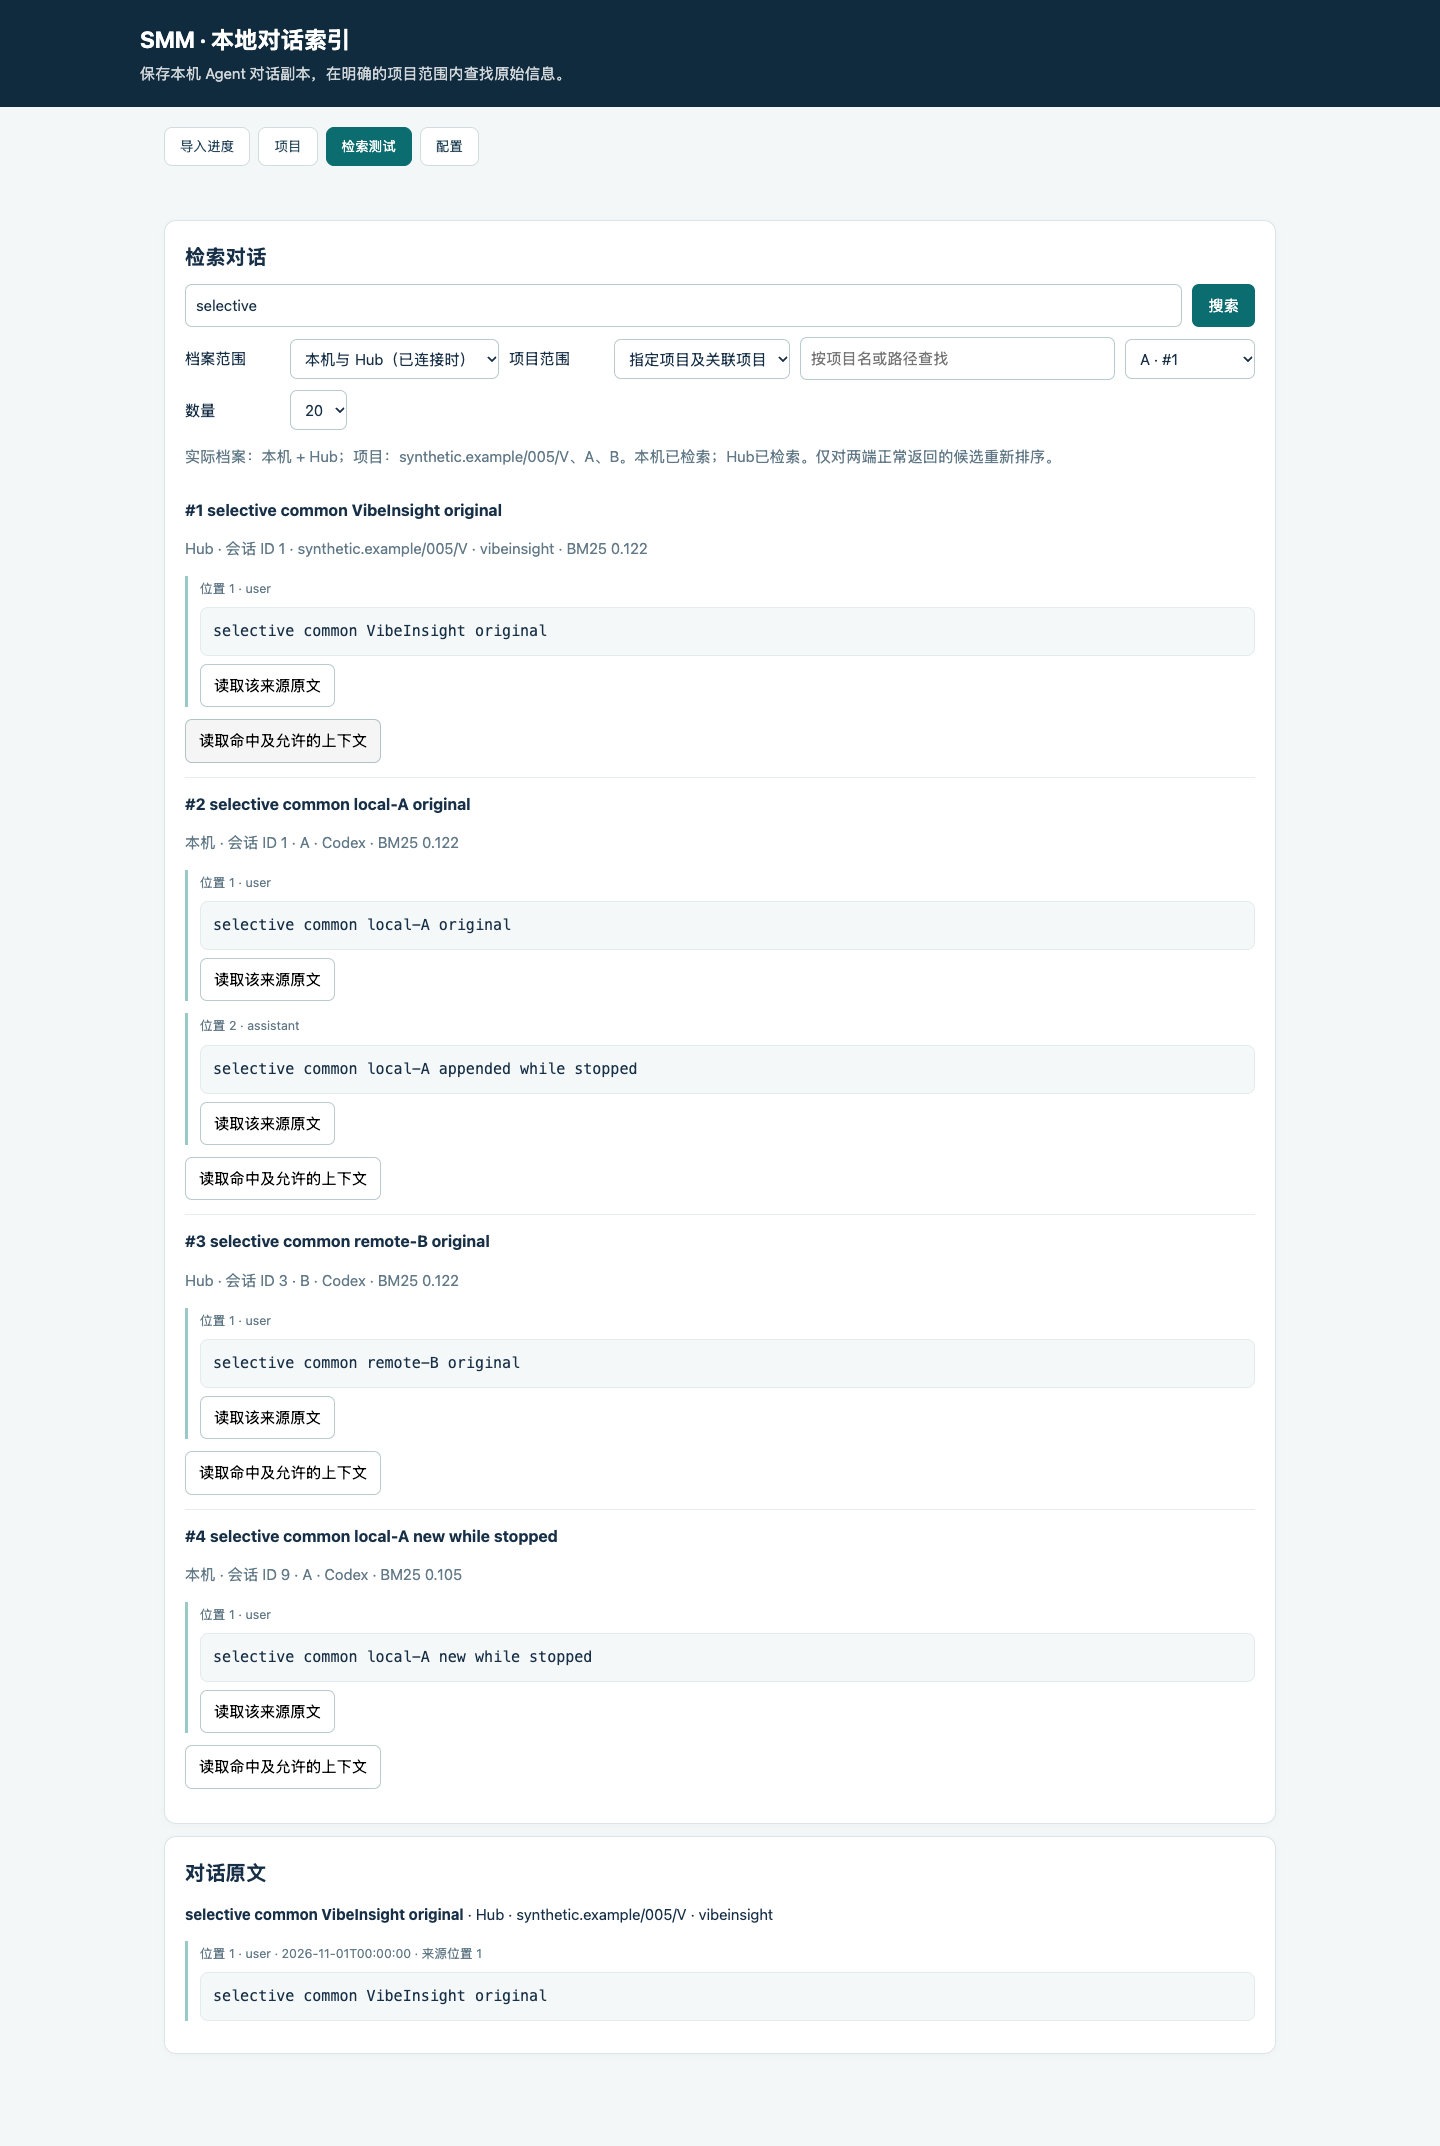 SMM · 本地对话索引
保存本机 Agent 对话副本，在明确的项目范围内查找原始信息。
导入进度 项目 检索测试 配置
检索对话
selective 搜索
档案范围 本机与 Hub（已连接时） 项目范围 指定项目及关联项目 按项目名或路径查找 A · #1
数量 20
实际档案：本机 + Hub；项目：synthetic.example/005/V、A、B。本机已检索；Hub已检索。仅对两端正常返回的候选重新排序。
#1 selective common VibeInsight original
Hub · 会话 ID 1 · synthetic.example/005/V · vibeinsight · BM25 0.122
位置 1 · user
selective common VibeInsight original
读取该来源原文
读取命中及允许的上下文
#2 selective common local-A original
本机 · 会话 ID 1 · A · Codex · BM25 0.122
位置 1 · user
selective common local-A original
读取该来源原文
位置 2 · assistant
selective common local-A appended while stopped
读取该来源原文
读取命中及允许的上下文
#3 selective common remote-B original
Hub · 会话 ID 3 · B · Codex · BM25 0.122
位置 1 · user
selective common remote-B original
读取该来源原文
读取命中及允许的上下文
#4 selective common local-A new while stopped
本机 · 会话 ID 9 · A · Codex · BM25 0.105
位置 1 · user
selective common local-A new while stopped
读取该来源原文
读取命中及允许的上下文
对话原文
selective common VibeInsight original · Hub · synthetic.example/005/V · vibeinsight
位置 1 · user · 2026-11-01T00:00:00 · 来源位置 1
selective common VibeInsight original